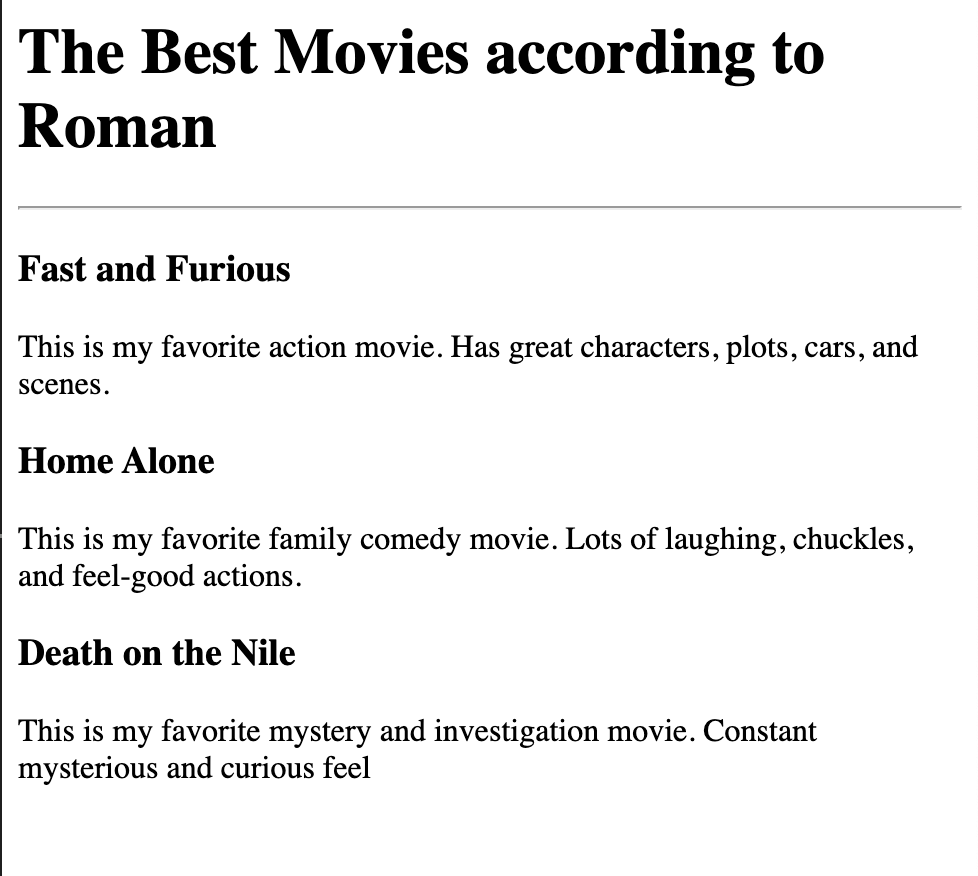 The Best Movies according to
Roman
Fast and Furious
This is my favorite action movie. Has great characters, plots, cars, and
scenes.
Home Alone
This is my favorite family comedy movie. Lots of laughing, chuckles,
and feel-good actions.
Death on the Nile
This is my favorite mystery and investigation movie. Constant
mysterious and curious feel